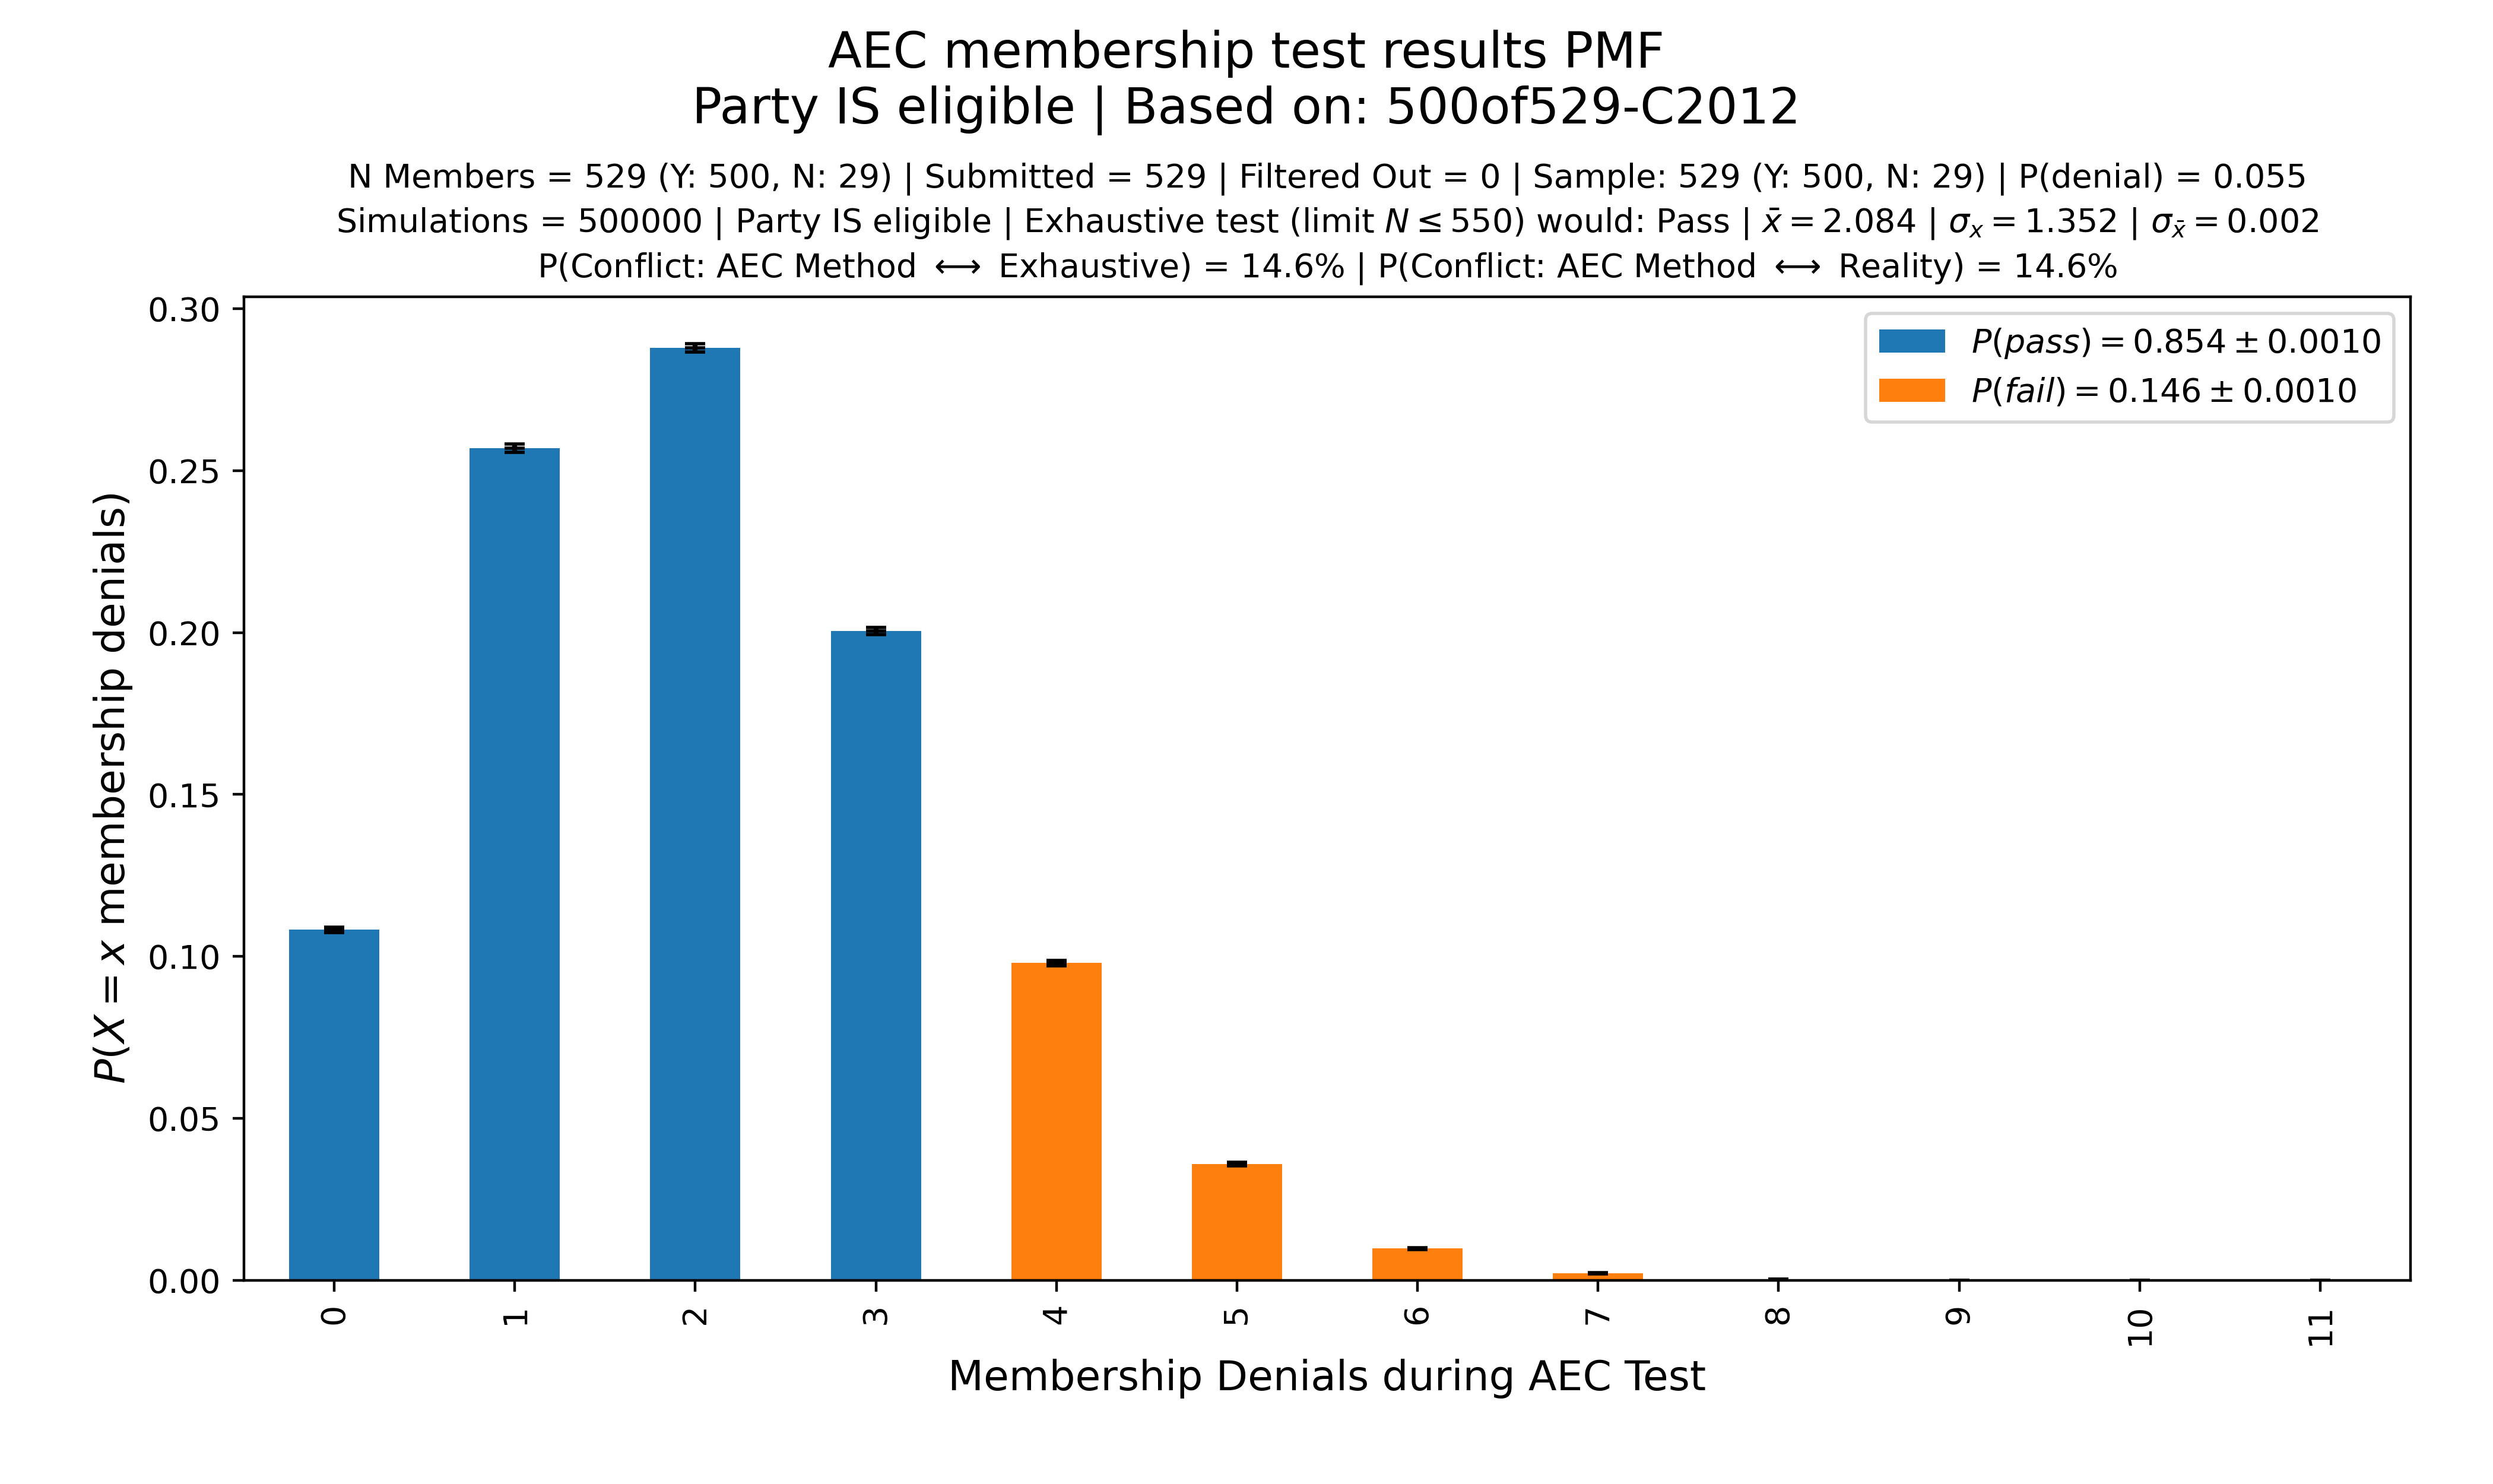 AEC membership test results PMF
Party IS eligible | Based on: 500of529-C2012
N Members = 529 (Y: 500, N: 29) | Submitted = 529 | Filtered Out = 0 | Sample: 529 (Y: 500, N: 29) | P(denial) = 0.055
Simulations = 500000 | Party IS eligible | Exhaustive test (limit N ≤ 550) would: Pass | x̄ = 2.084 | σₓ = 1.352 | σ_x̄ = 0.002
P(Conflict: AEC Method ⟷ Exhaustive) = 14.6% | P(Conflict: AEC Method ⟷ Reality) = 14.6%
P(pass) = 0.854 ± 0.0010
P(fail) = 0.146 ± 0.0010
P(X = x membership denials)
0.30
0.25
0.20
0.15
0.10
0.05
0.00
0 1 2 3 4 5 6 7 8 9 10 11
Membership Denials during AEC Test